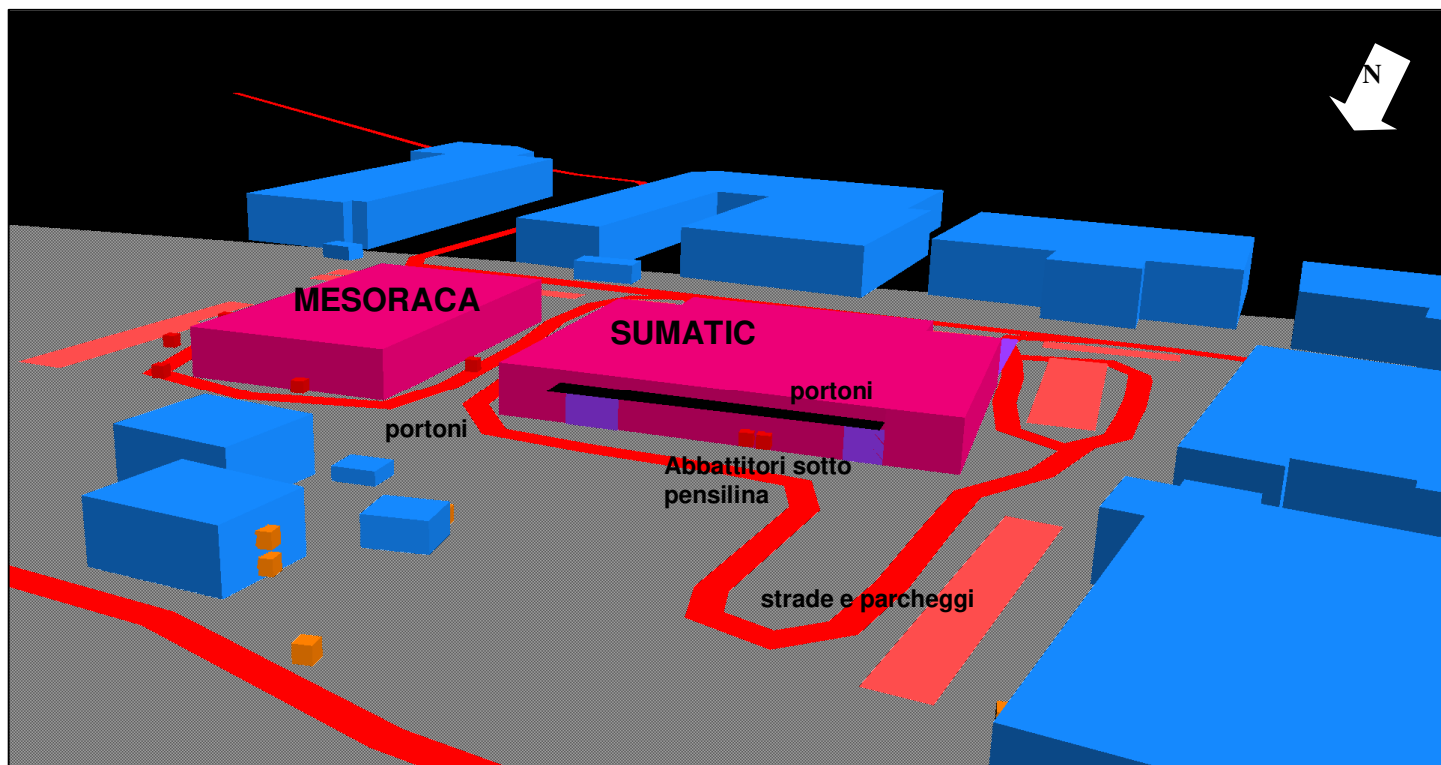 N
MESORACA
SUMATIC
portoni
portoni
Abbattitori sotto
pensilina
strade e parcheggi